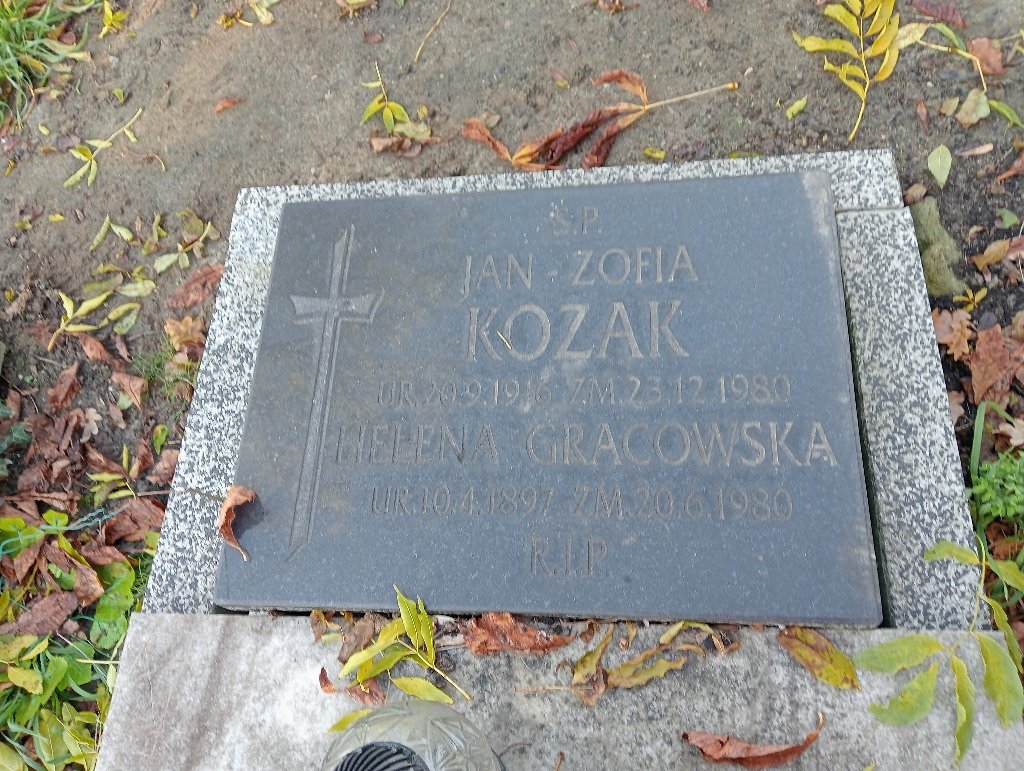 Ś.P.
JAN - ZOFIA
KOZAK
UR.20.9.1916 ZM.23.12.1980
HELENA GRACOWSKA
UR.10.4.1897 ZM.20.6.1980
R.I.P.